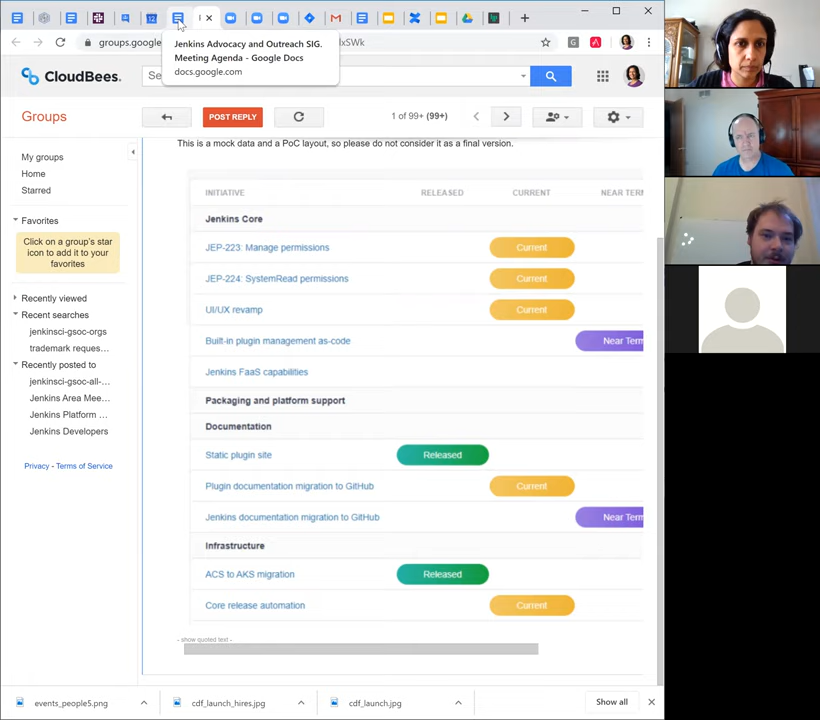 groups.google
lxSWk
Jenkins Advocacy and Outreach SIG.
Meeting Agenda - Google Docs
docs.google.com
CloudBees.
Se
Groups
POST REPLY
1 of 99+ (99+)
My groups
Home
Starred
Favorites
Click on a group's star
icon to add it to your
favorites
Recently viewed
Recent searches
jenkinsci-gsoc-orgs
trademark reques...
Recently posted to
jenkinsci-gsoc-all-...
Jenkins Area Mee...
Jenkins Platform ...
Jenkins Developers
Privacy - Terms of Service
This is a mock data and a PoC layout, so please do not consider it as a final version.
INITIATIVE RELEASED CURRENT NEAR TERM
Jenkins Core
JEP-223: Manage permissions Current
JEP-224: SystemRead permissions Current
UI/UX revamp Current
Built-in plugin management as-code Near Term
Jenkins FaaS capabilities
Packaging and platform support
Documentation
Static plugin site Released
Plugin documentation migration to GitHub Current
Jenkins documentation migration to GitHub Near Term
Infrastructure
ACS to AKS migration Released
Core release automation Current
- show quoted text -
events_people5.png
cdf_launch_hires.jpg
cdf_launch.jpg
Show all